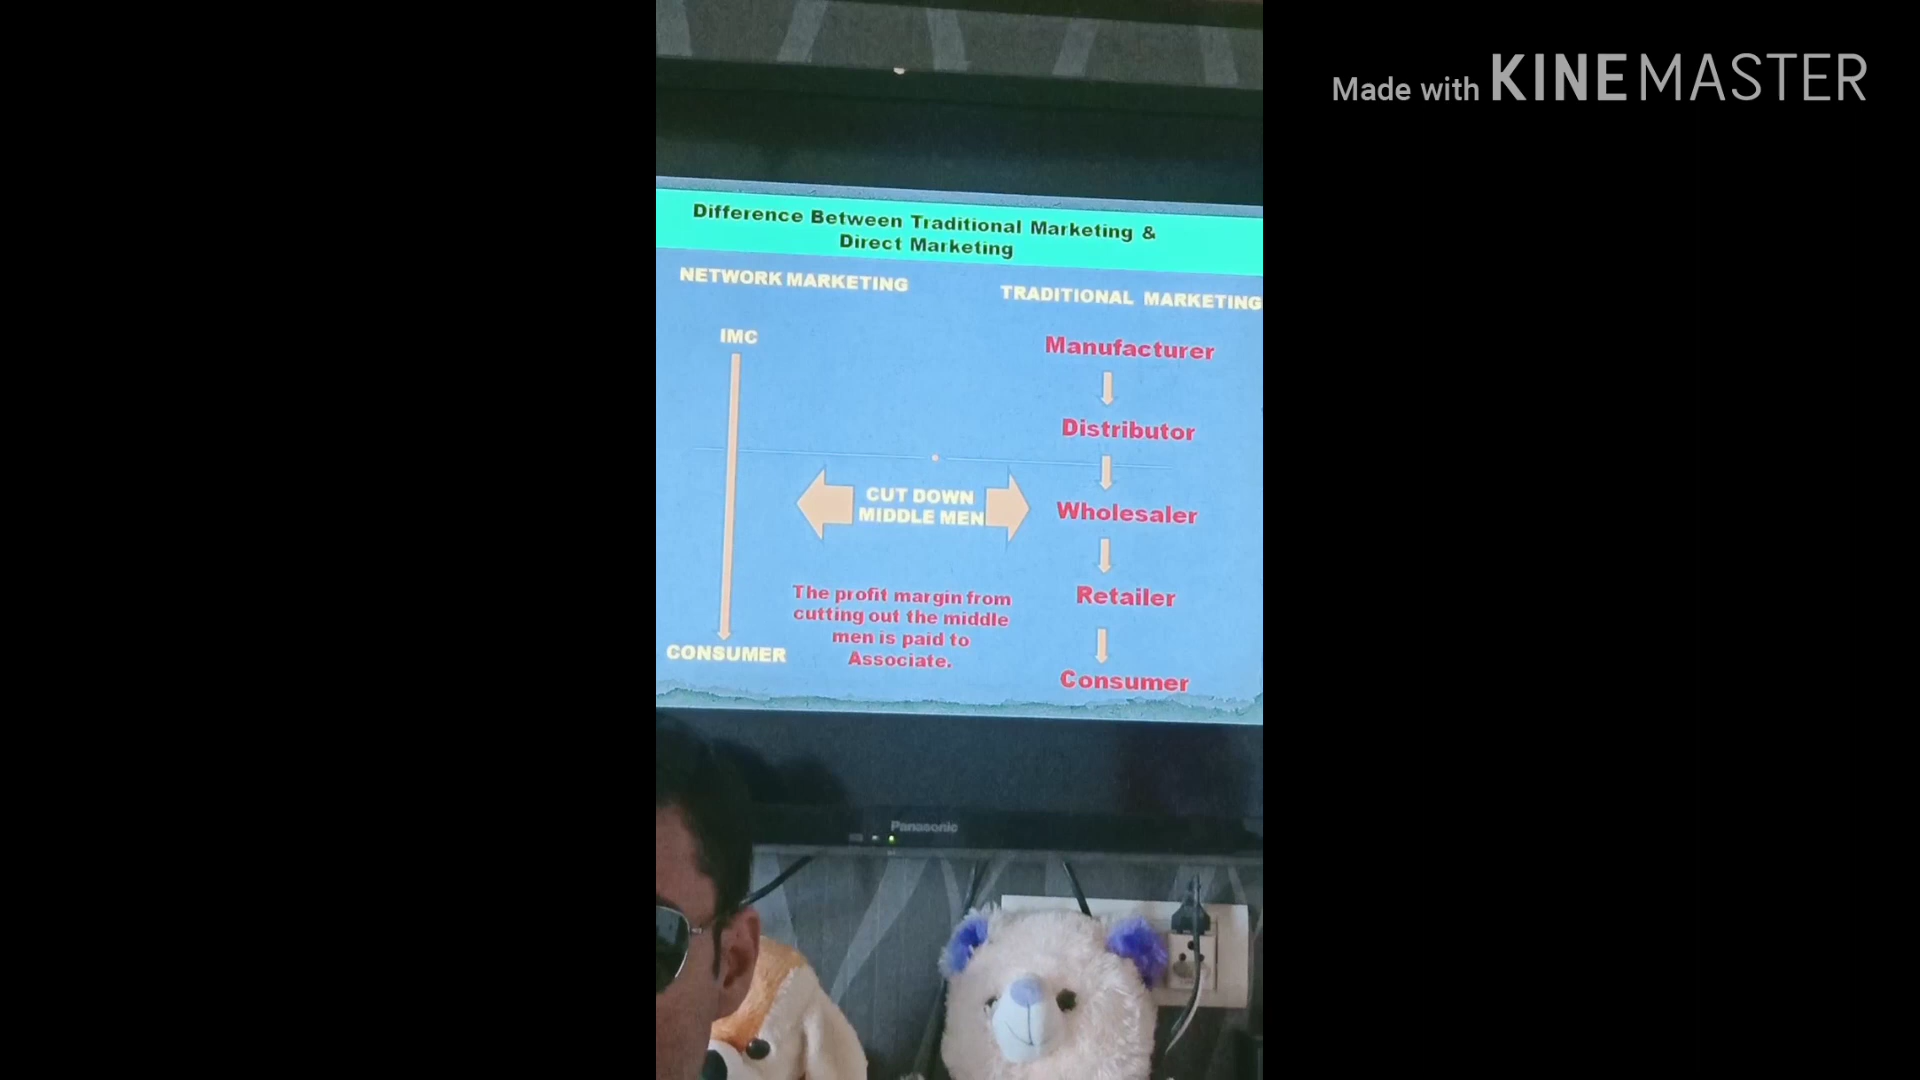 Made with KINEMASTER
Difference Between Traditional Marketing &
Direct Marketing
NETWORK MARKETING
TRADITIONAL MARKETING
IMC
Manufacturer
Distributor
CUT DOWN
MIDDLE MEN
Wholesaler
The profit margin from
cutting out the middle
men is paid to
Associate.
Retailer
CONSUMER
Consumer
Panasonic